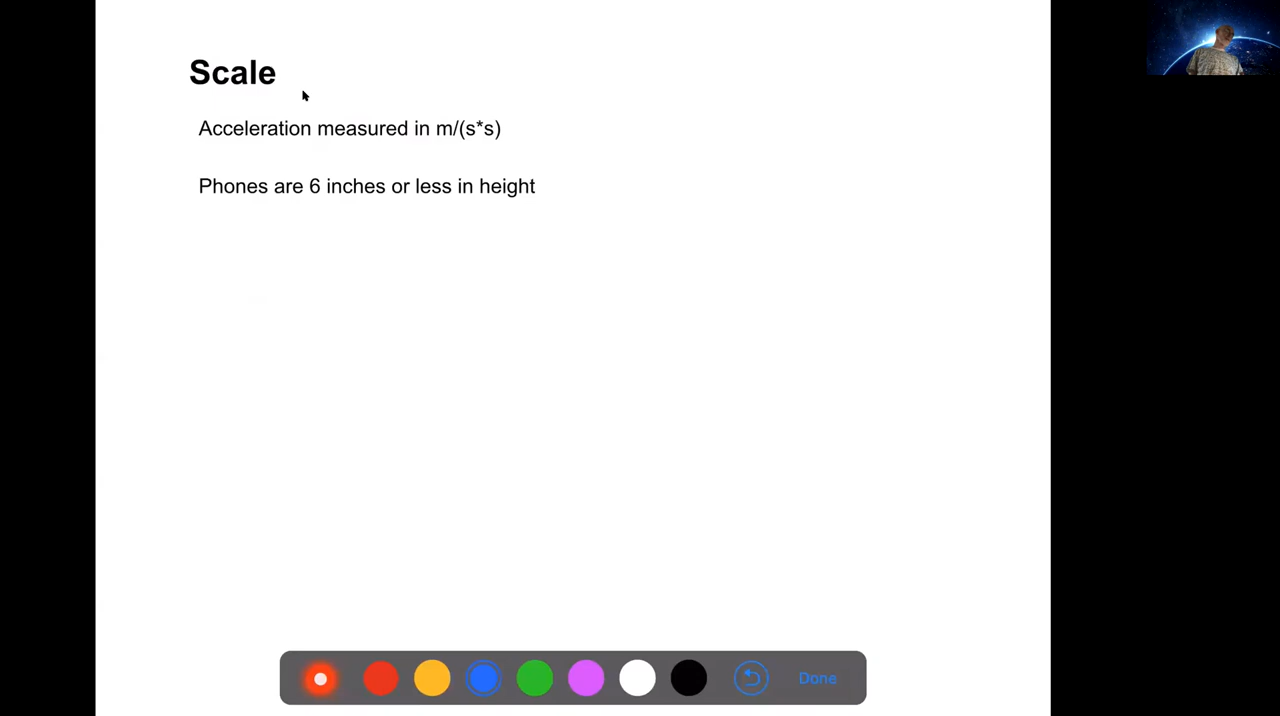 Scale
Acceleration measured in m/(s*s)
Phones are 6 inches or less in height
Done